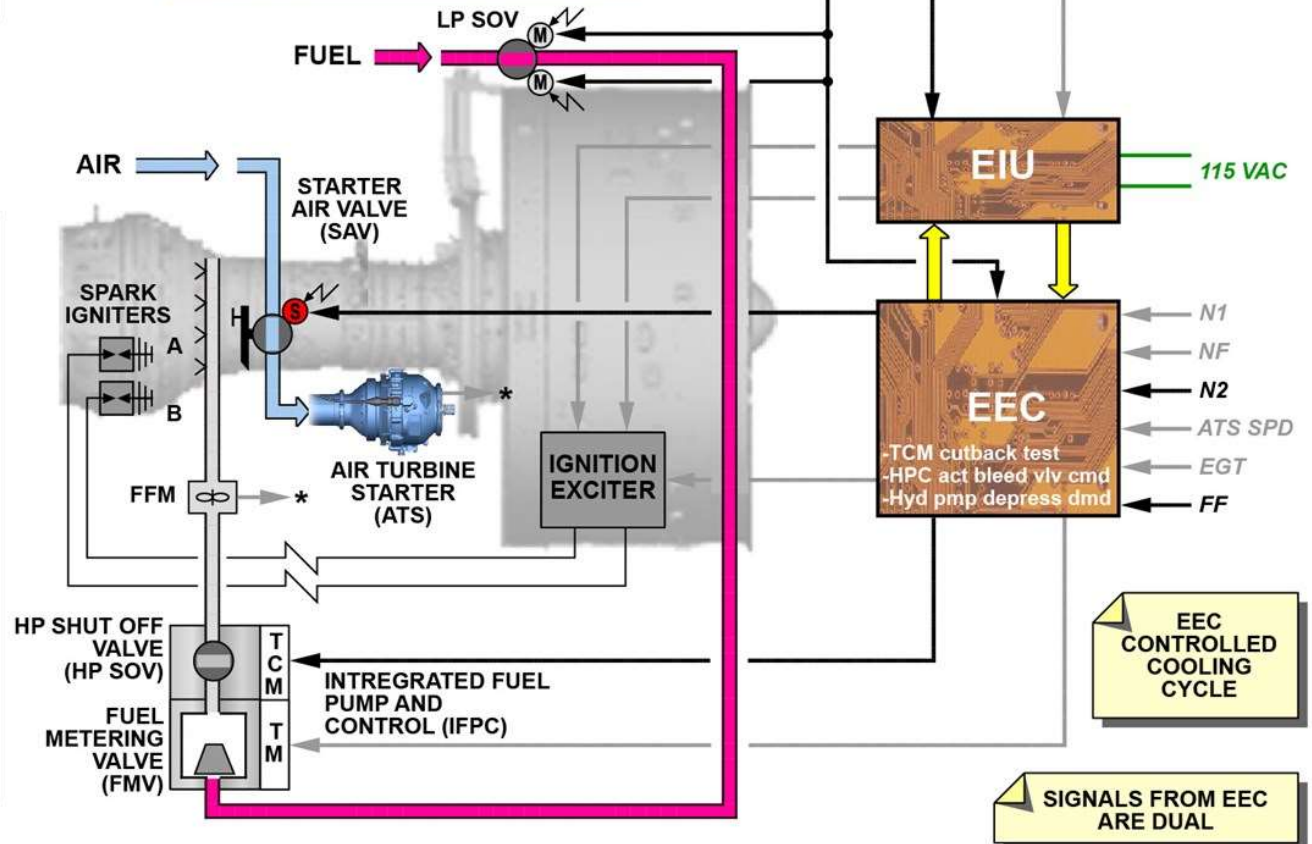 LP SOV
M
FUEL
M
AIR
EIU
115 VAC
STARTER
AIR VALVE
(SAV)
SPARK
IGNITERS
A
B
S
N1
NF
N2
ATS SPD
EGT
FF
EEC
-TCM cutback test
-HPC act bleed vlv cmd
-Hyd pmp depress dmd
*
AIR TURBINE
STARTER
(ATS)
IGNITION
EXCITER
FFM
*
HP SHUT OFF
VALVE
(HP SOV)
TCM
INTREGRATED FUEL
PUMP AND
CONTROL (IFPC)
FUEL
METERING
VALVE
(FMV)
TM
EEC
CONTROLLED
COOLING
CYCLE
SIGNALS FROM EEC
ARE DUAL